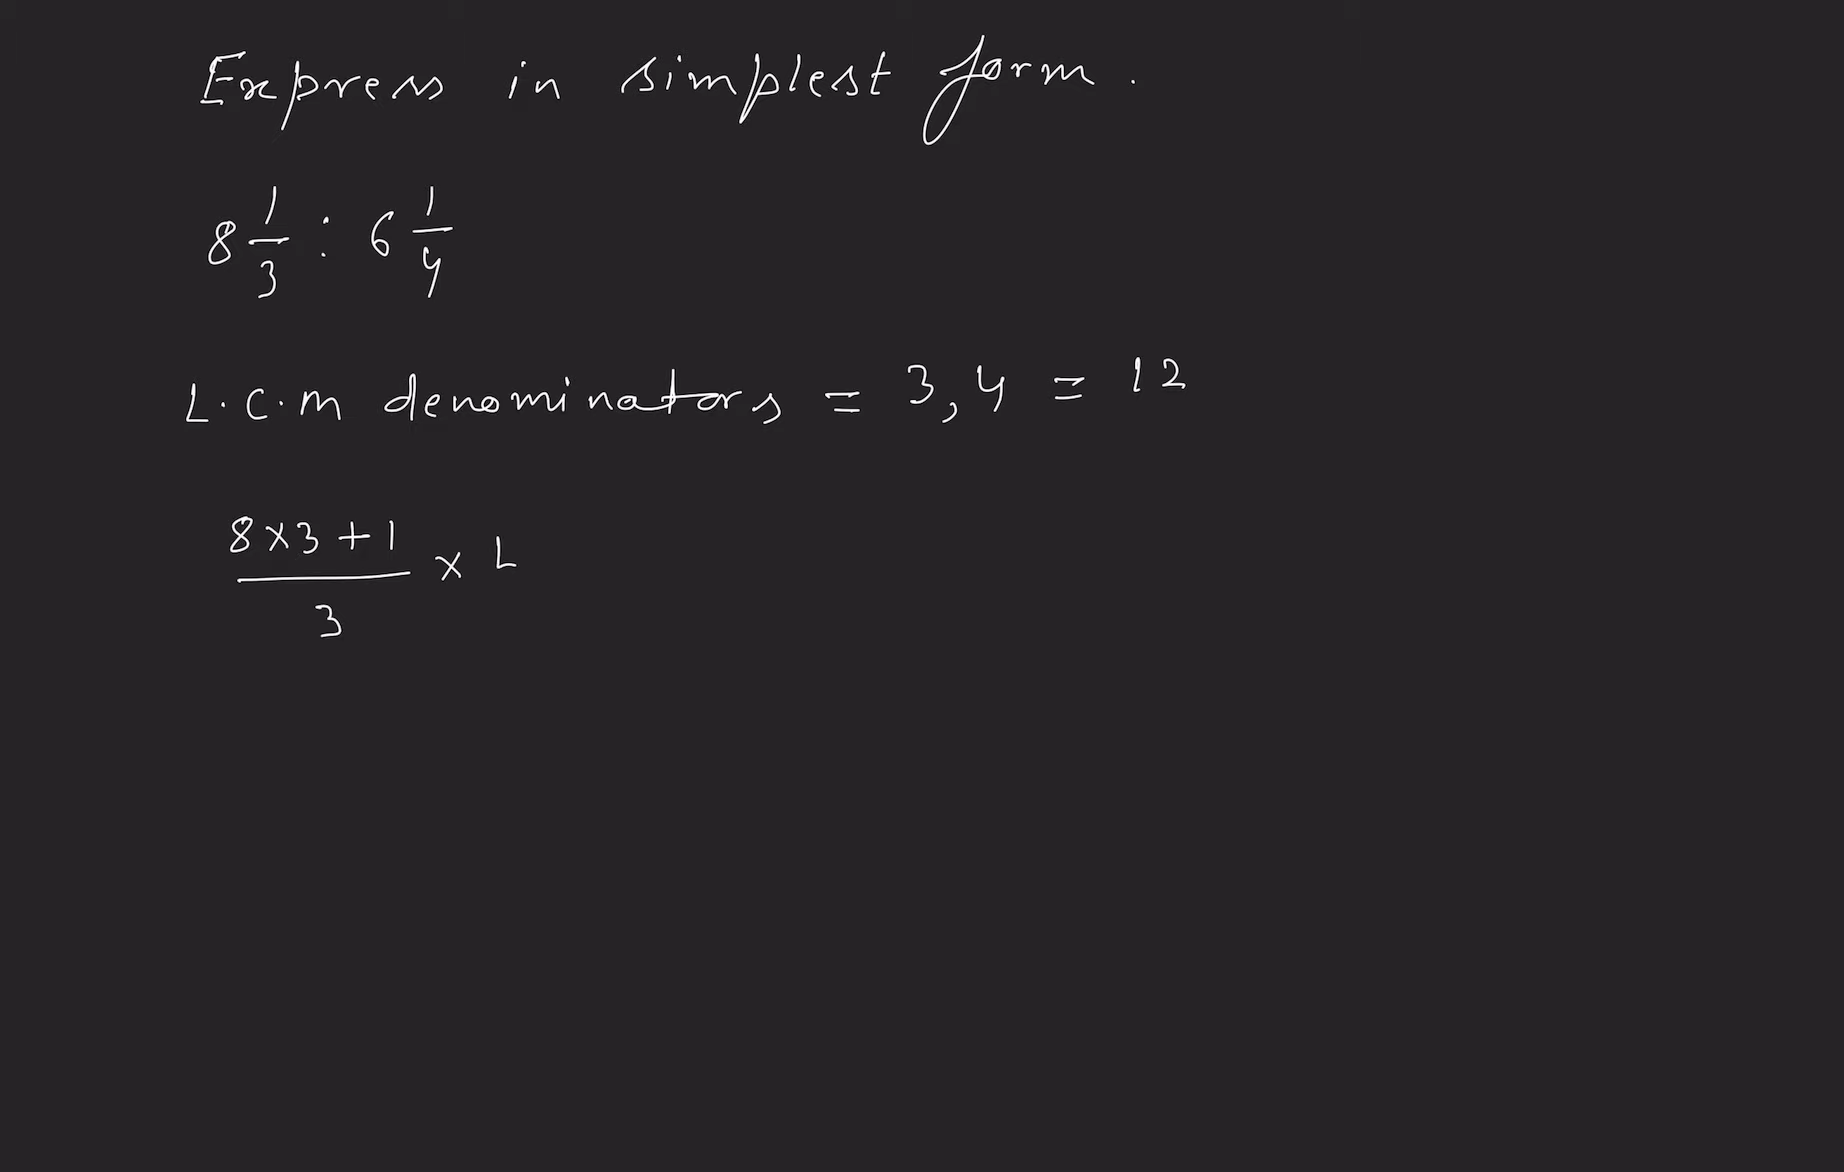 Express in simplest form.
8 1/3 : 6 1/4
L.C.M denominators = 3, 4 = 12
(8×3+1)/3 × L